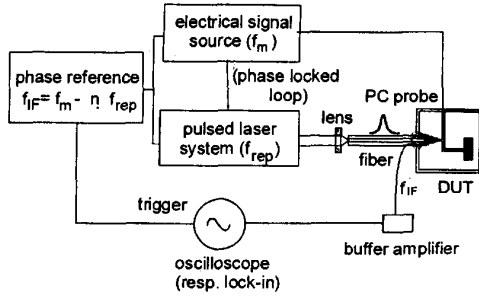 electrical signal
source (fm)
phase reference
fIF= fm - n frep
(phase locked
loop)
PC probe
lens
pulsed laser
system (frep)
fiber
fIF
DUT
trigger
buffer amplifier
oscilloscope
(resp. lock-in)